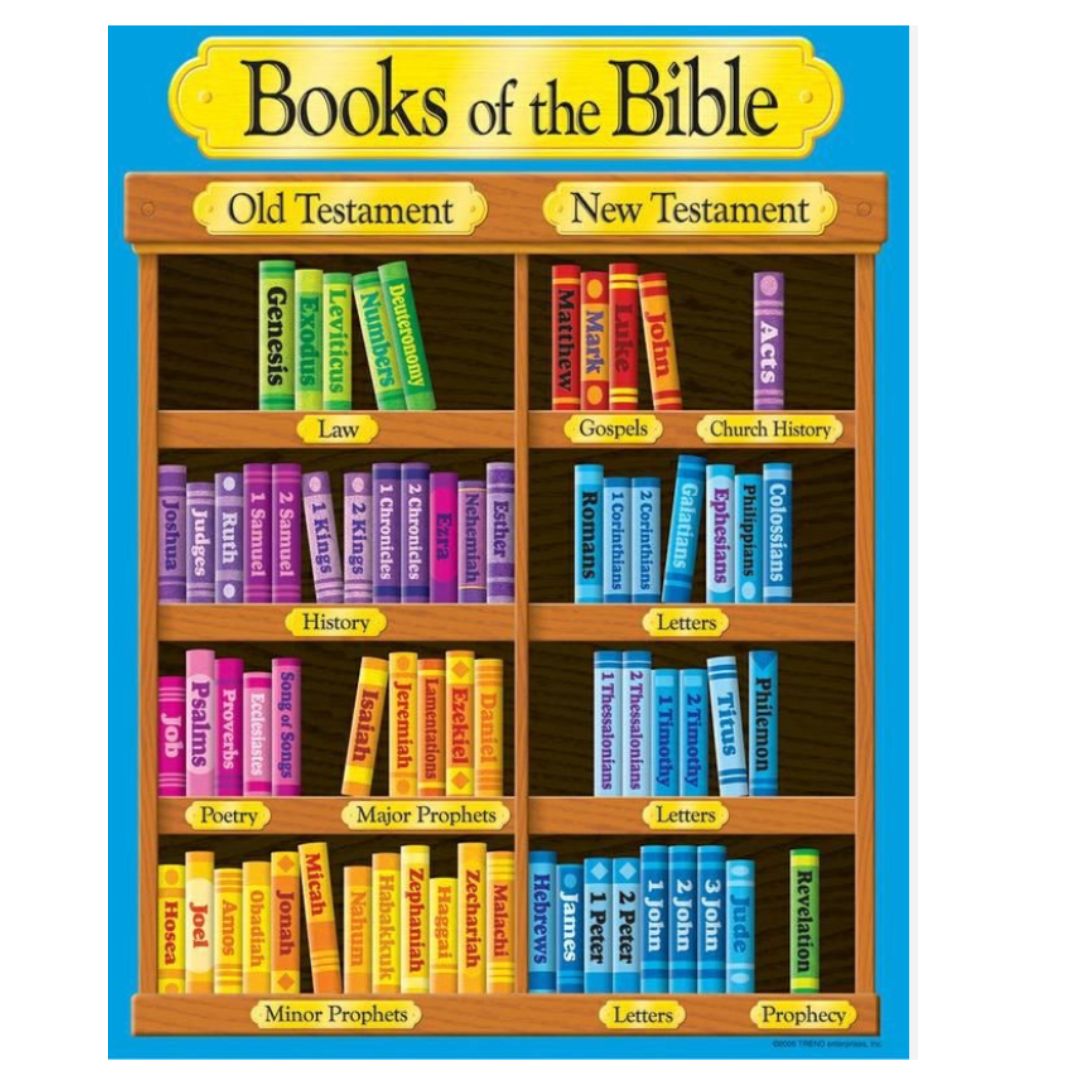 Books of the Bible
Old Testament
New Testament
Genesis
Exodus
Leviticus
Numbers
Deuteronomy
Law
Matthew
Mark
Luke
John
Gospels
Acts
Church History
Joshua
Judges
Ruth
1 Samuel
2 Samuel
1 Kings
2 Kings
1 Chronicles
2 Chronicles
Ezra
Nehemiah
Esther
History
Romans
1 Corinthians
2 Corinthians
Galatians
Ephesians
Philippians
Colossians
Letters
Job
Psalms
Proverbs
Ecclesiastes
Song of Songs
Poetry
Isaiah
Jeremiah
Lamentations
Ezekiel
Daniel
Major Prophets
1 Thessalonians
2 Thessalonians
1 Timothy
2 Timothy
Titus
Philemon
Letters
Hosea
Joel
Amos
Obadiah
Jonah
Micah
Nahum
Habakkuk
Zephaniah
Haggai
Zechariah
Malachi
Minor Prophets
Hebrews
James
1 Peter
2 Peter
1 John
2 John
3 John
Jude
Letters
Revelation
Prophecy
©2006 TREND enterprises, Inc.